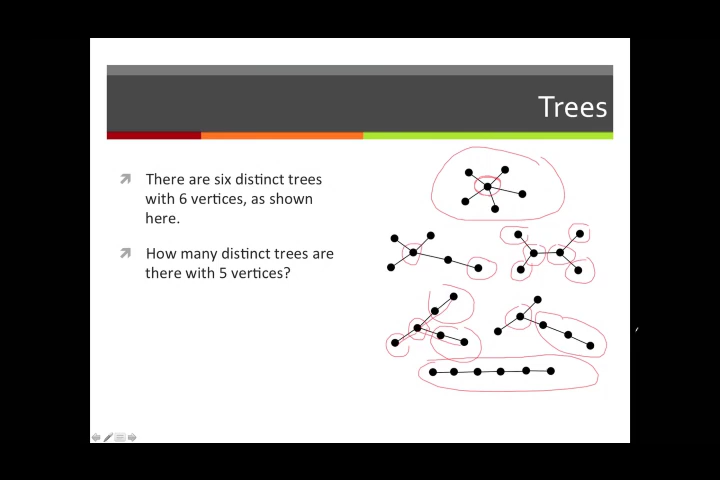 Trees
There are six distinct trees
with 6 vertices, as shown
here.
How many distinct trees are
there with 5 vertices?